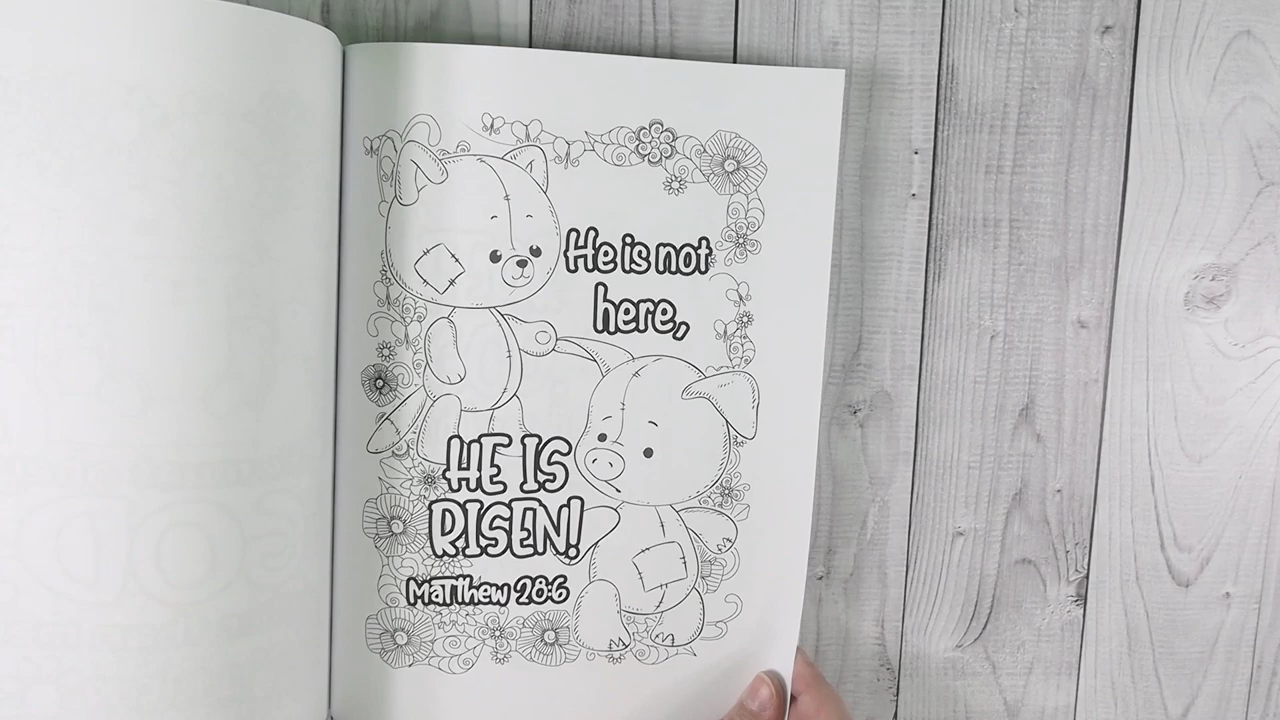 He is not
here,
HE IS
RISEN!
Matthew 28:6